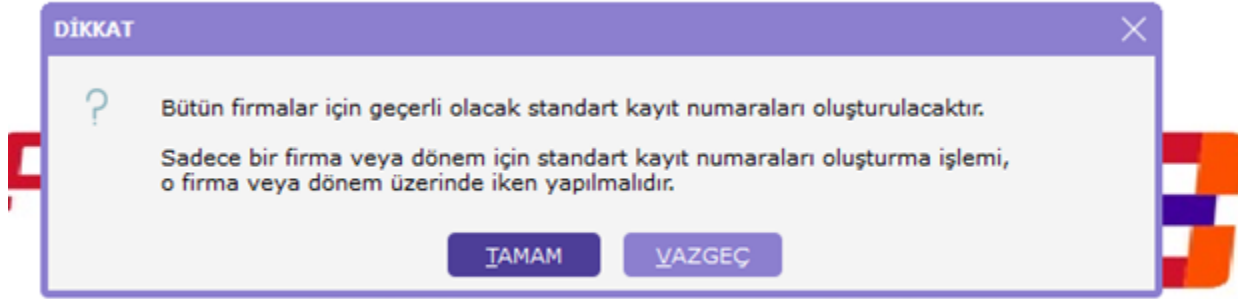 DİKKAT
Bütün firmalar için geçerli olacak standart kayıt numaraları oluşturulacaktır.
Sadece bir firma veya dönem için standart kayıt numaraları oluşturma işlemi,
o firma veya dönem üzerinde iken yapılmalıdır.
TAMAM
VAZGEÇ